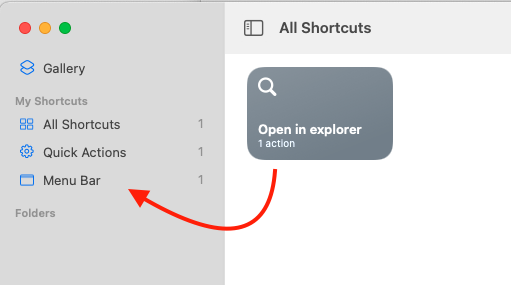 All Shortcuts
Gallery
My Shortcuts
All Shortcuts 1
Quick Actions 1
Menu Bar 1
Folders
Open in explorer
1 action